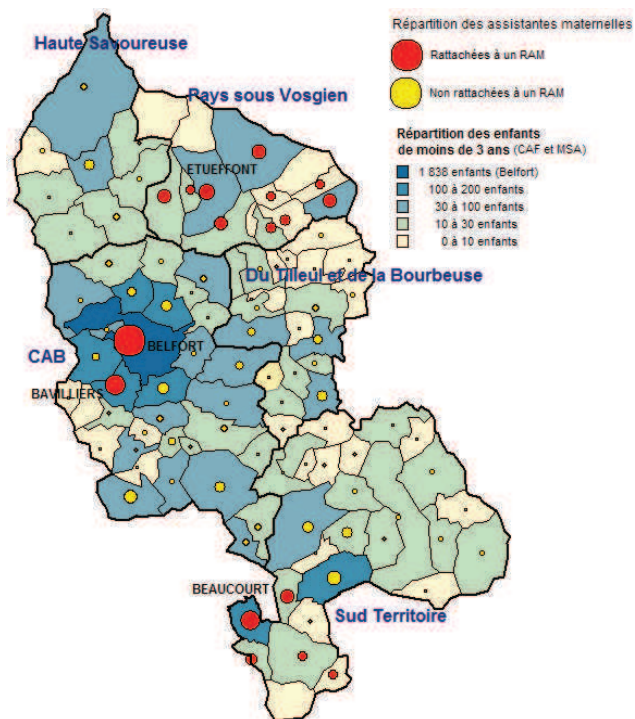 Haute Savoureuse
Pays sous Vosgien
ETUEFFONT
Du Tilleul et de la Bourbeuse
CAB
BELFORT
BAVILLIERS
BEAUCOURT
Sud Territoire
Répartition des assistantes maternelles
Rattachées à un RAM
Non rattachées à un RAM
Répartition des enfants
de moins de 3 ans (CAF et MSA)
1 838 enfants (Belfort)
100 à 200 enfants
30 à 100 enfants
10 à 30 enfants
0 à 10 enfants